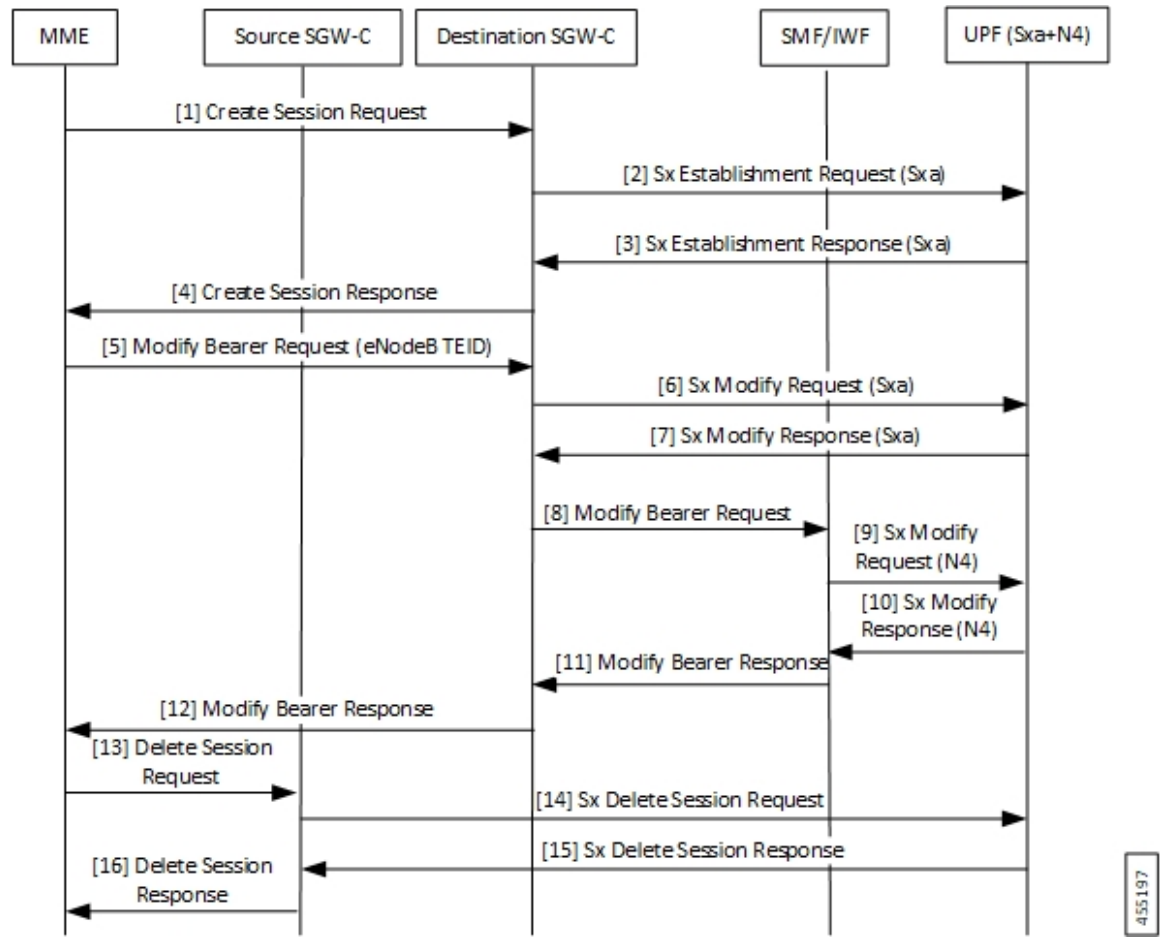 MME
Source SGW-C
Destination SGW-C
SMF/IWF
UPF (Sxa+N4)
[1] Create Session Request
[2] Sx Establishment Request (Sxa)
[3] Sx Establishment Response (Sxa)
[4] Create Session Response
[5] Modify Bearer Request (eNodeB TEID)
[6] Sx Modify Request (Sxa)
[7] Sx Modify Response (Sxa)
[8] Modify Bearer Request
[9] Sx Modify
Request (N4)
[10] Sx Modify
Response (N4)
[11] Modify Bearer Response
[12] Modify Bearer Response
[13] Delete Session
Request
[14] Sx Delete Session Request
[15] Sx Delete Session Response
[16] Delete Session
Response
455197